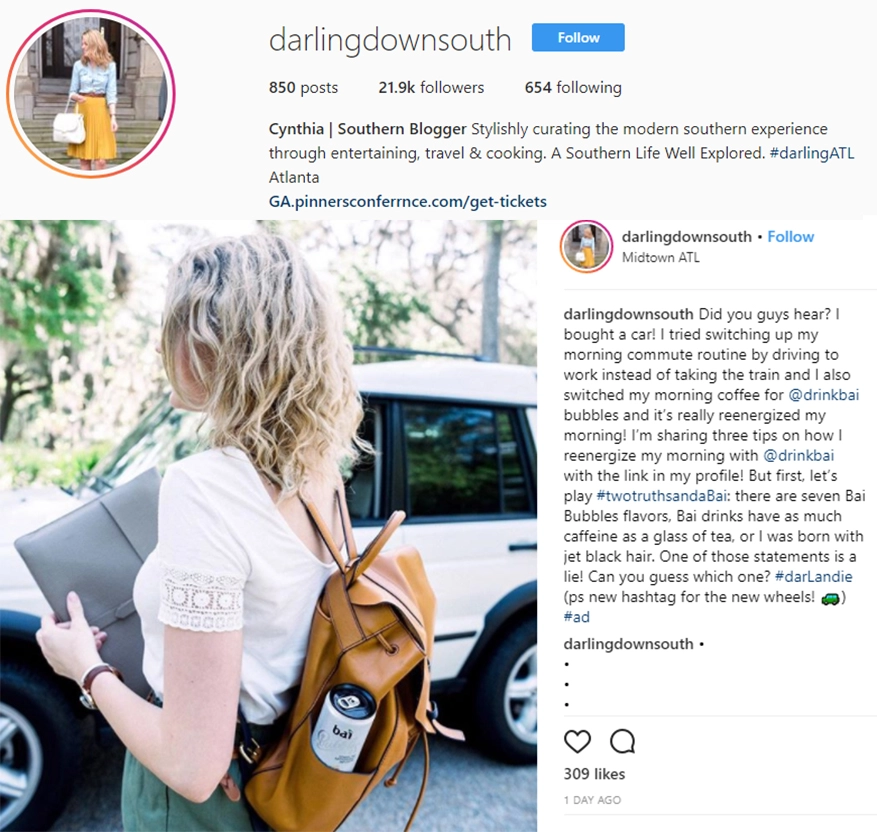 darlingdownsouth Follow
850 posts 21.9k followers 654 following
Cynthia | Southern Blogger Stylishly curating the modern southern experience
through entertaining, travel & cooking. A Southern Life Well Explored. #darlingATL
Atlanta
GA.pinnersconferrnce.com/get-tickets
darlingdownsouth • Follow
Midtown ATL
darlingdownsouth Did you guys hear? I
bought a car! I tried switching up my
morning commute routine by driving to
work instead of taking the train and I also
switched my morning coffee for @drinkbai
bubbles and it's really reenergized my
morning! I'm sharing three tips on how I
reenergize my morning with @drinkbai
with the link in my profile! But first, let's
play #twotruthsandaBai: there are seven Bai
Bubbles flavors, Bai drinks have as much
caffeine as a glass of tea, or I was born with
jet black hair. One of those statements is a
lie! Can you guess which one? #darLandie
(ps new hashtag for the new wheels! 🚙)
#ad
darlingdownsouth •
•
•
•
309 likes
1 DAY AGO
bai